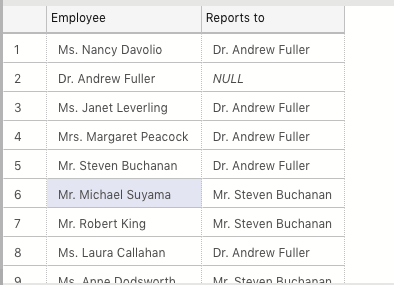 Employee Reports to
1 Ms. Nancy Davolio Dr. Andrew Fuller
2 Dr. Andrew Fuller NULL
3 Ms. Janet Leverling Dr. Andrew Fuller
4 Mrs. Margaret Peacock Dr. Andrew Fuller
5 Mr. Steven Buchanan Dr. Andrew Fuller
6 Mr. Michael Suyama Mr. Steven Buchanan
7 Mr. Robert King Mr. Steven Buchanan
8 Ms. Laura Callahan Dr. Andrew Fuller
9 Ms. Anne Dodsworth Mr. Steven Buchanan